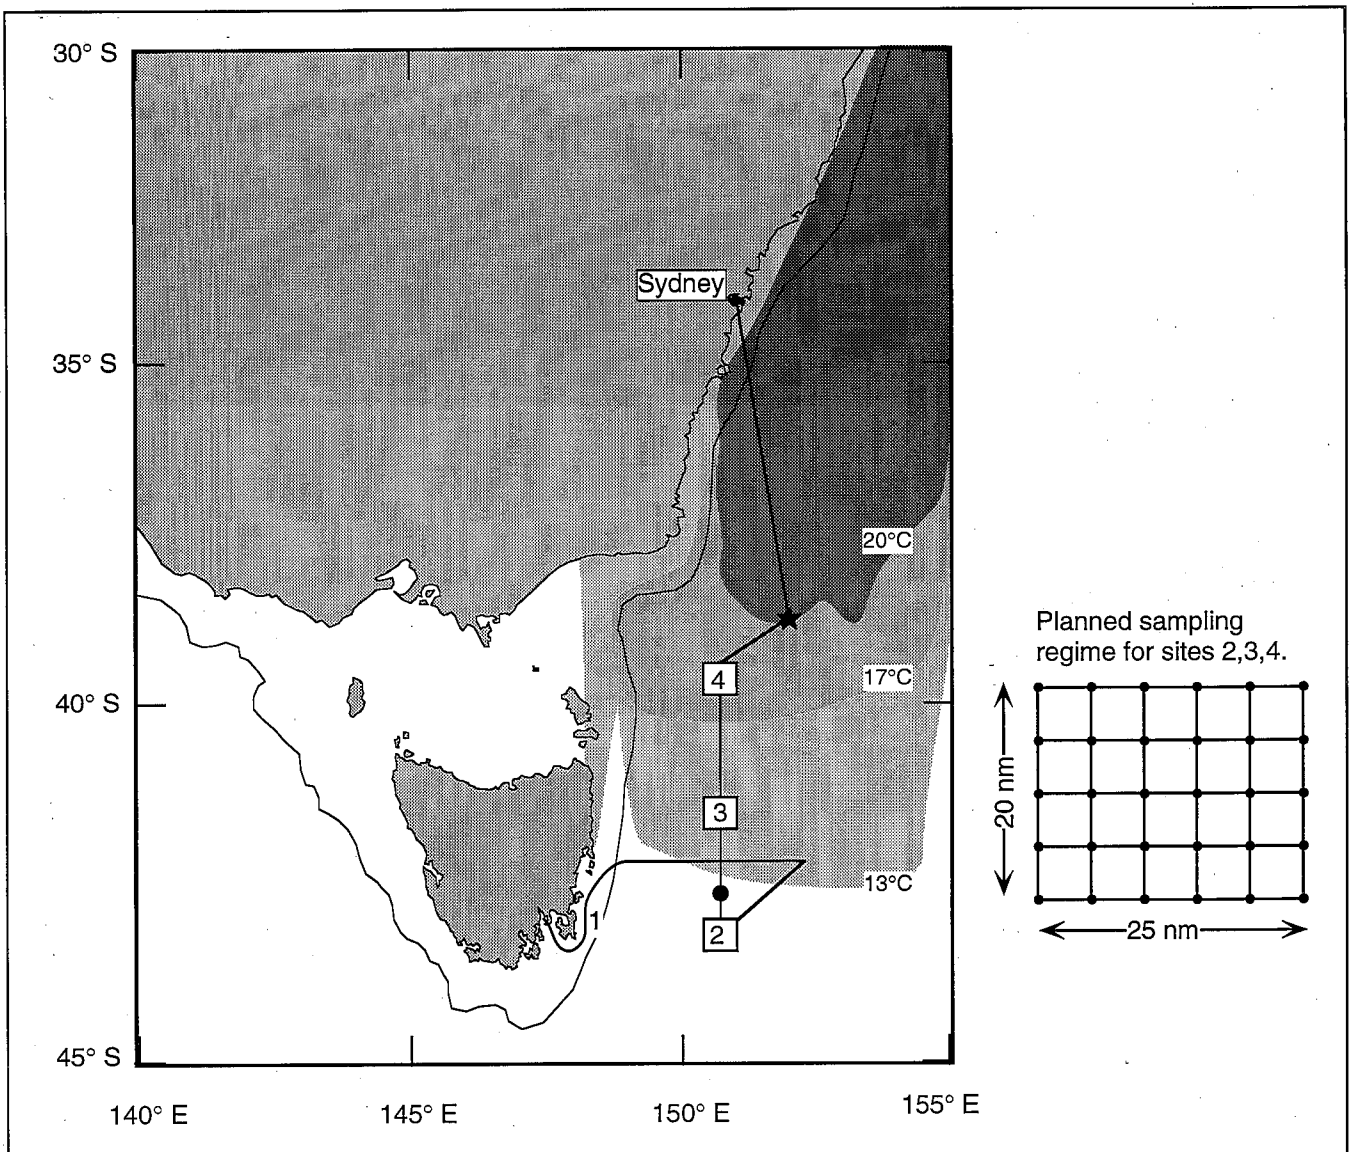 30° S
Sydney
35° S
20°C
Planned sampling
regime for sites 2,3,4.
4
17°C
40° S
20 nm
3
13°C
1
2
25 nm
45° S
140° E
145° E
150° E
155° E